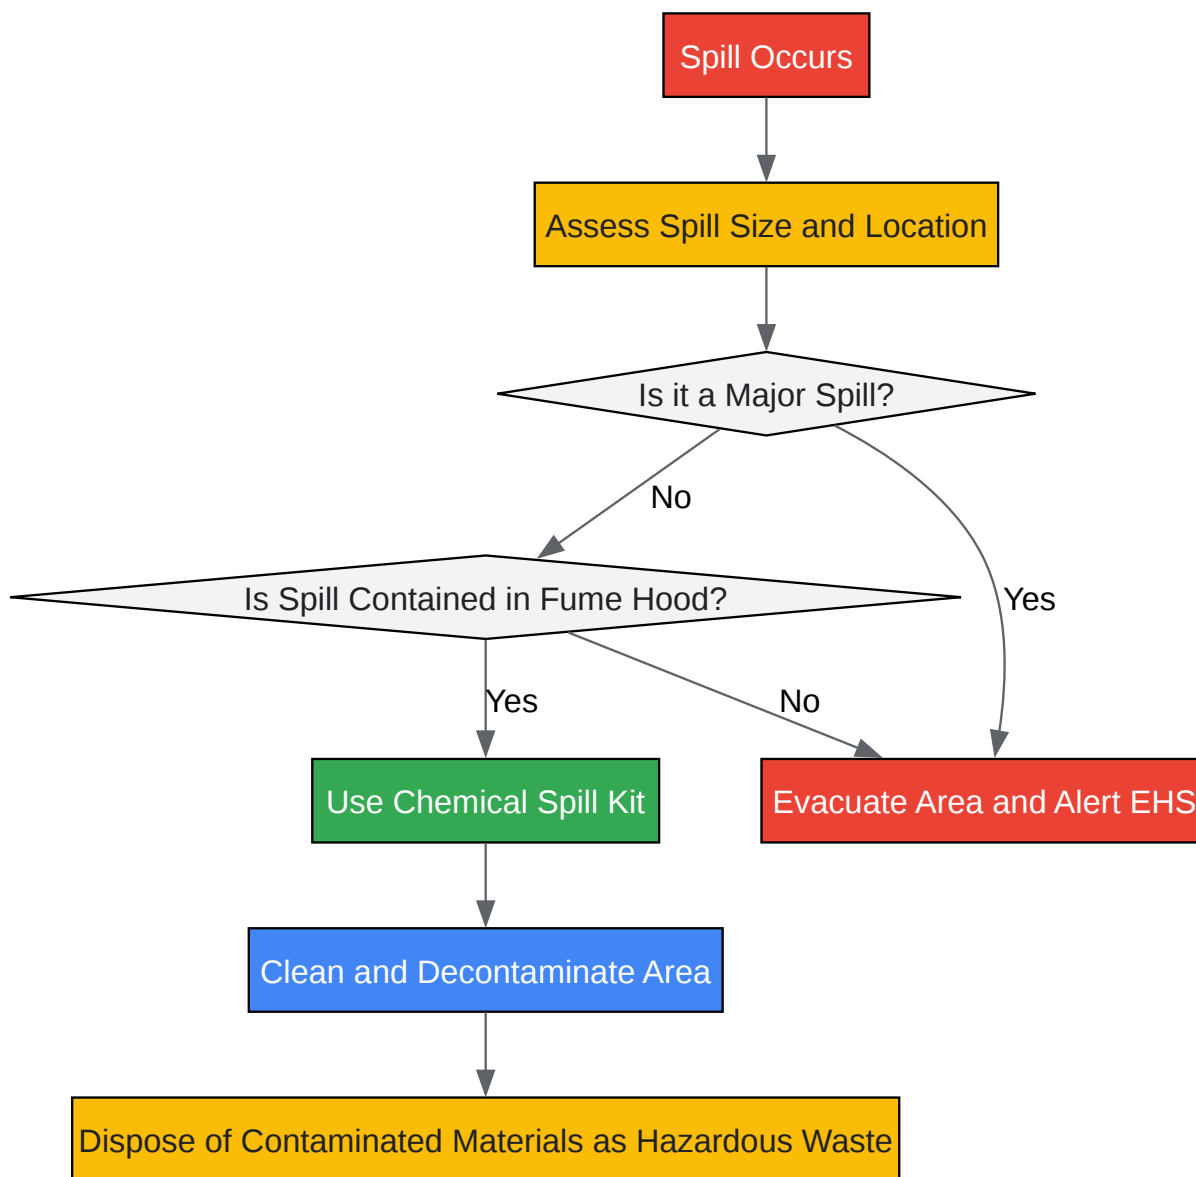 Spill Occurs
Assess Spill Size and Location
Is it a Major Spill?
No
Is Spill Contained in Fume Hood?
Yes
Yes
No
Use Chemical Spill Kit
Evacuate Area and Alert EHS
Clean and Decontaminate Area
Dispose of Contaminated Materials as Hazardous Waste